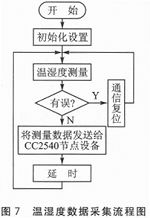 开 始
初始化设置
温湿度测量
有误?
Y
通信复位
N
将测量数据发送给
CC2540节点设备
延 时
图 7 温湿度数据采集流程图